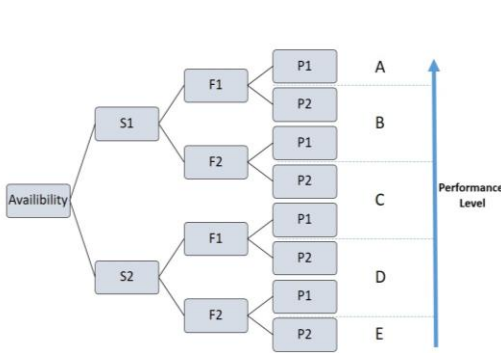 P1
A
F1
P2
S1
B
P1
F2
P2
Availibility
C
Performance
Level
P1
F1
P2
S2
D
P1
F2
P2
E